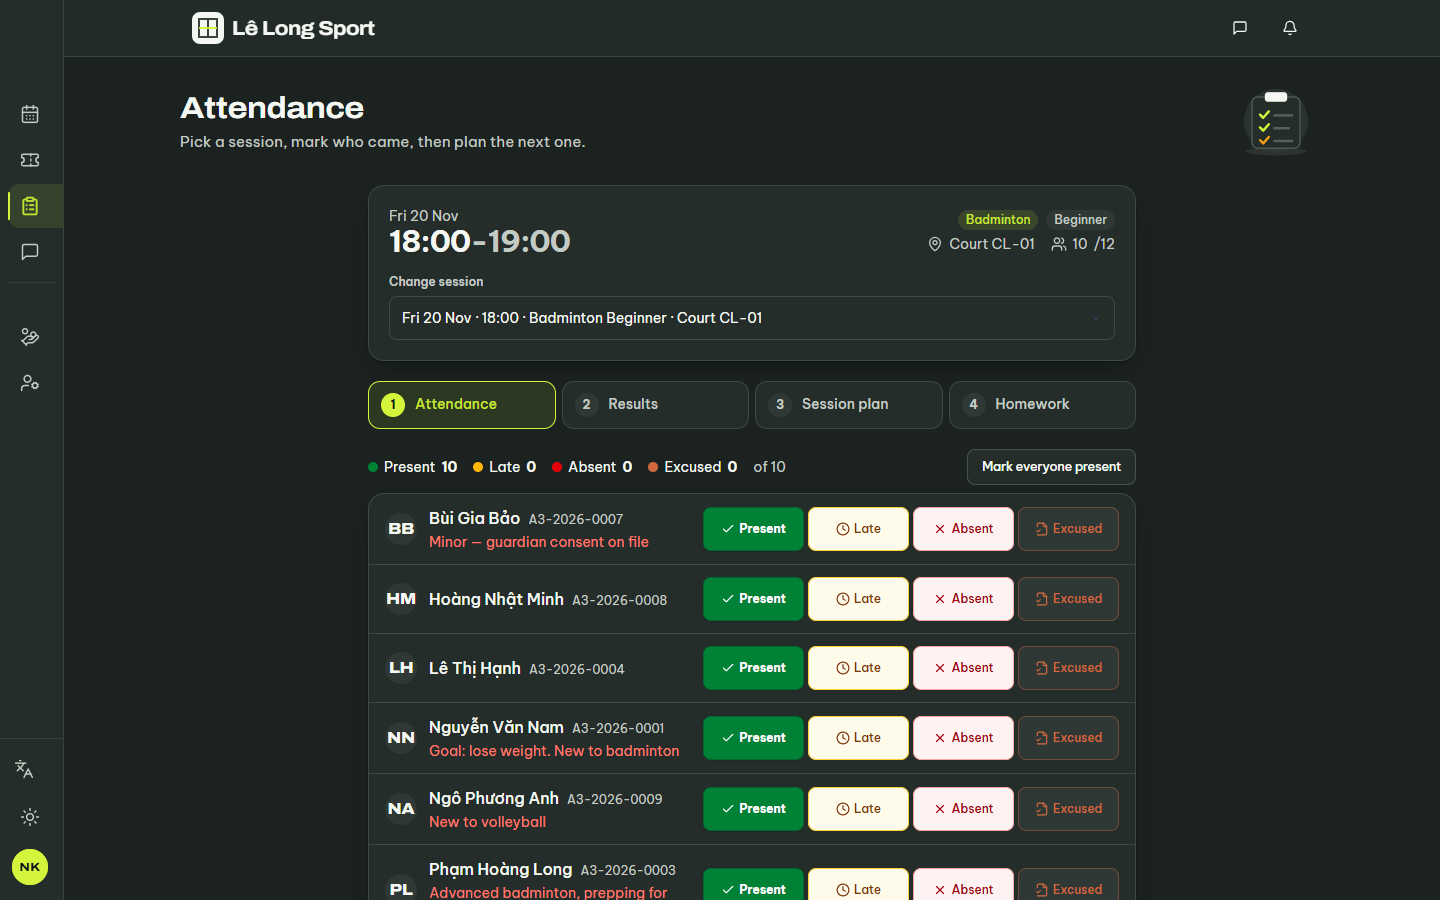 Lê Long Sport
Attendance
Pick a session, mark who came, then plan the next one.
Fri 20 Nov
18:00-19:00
Badminton Beginner
Court CL-01 10 /12
Change session
Fri 20 Nov · 18:00 · Badminton Beginner · Court CL-01
1 Attendance
2 Results
3 Session plan
4 Homework
Present 10 Late 0 Absent 0 Excused 0 of 10
Mark everyone present
BB Bùi Gia Bảo A3-2026-0007
Minor — guardian consent on file
Present Late Absent Excused
HM Hoàng Nhật Minh A3-2026-0008
Present Late Absent Excused
LH Lê Thị Hạnh A3-2026-0004
Present Late Absent Excused
NN Nguyễn Văn Nam A3-2026-0001
Goal: lose weight. New to badminton
Present Late Absent Excused
NA Ngô Phương Anh A3-2026-0009
New to volleyball
Present Late Absent Excused
PL Phạm Hoàng Long A3-2026-0003
Advanced badminton, prepping for
Present Late Absent Excused
NK